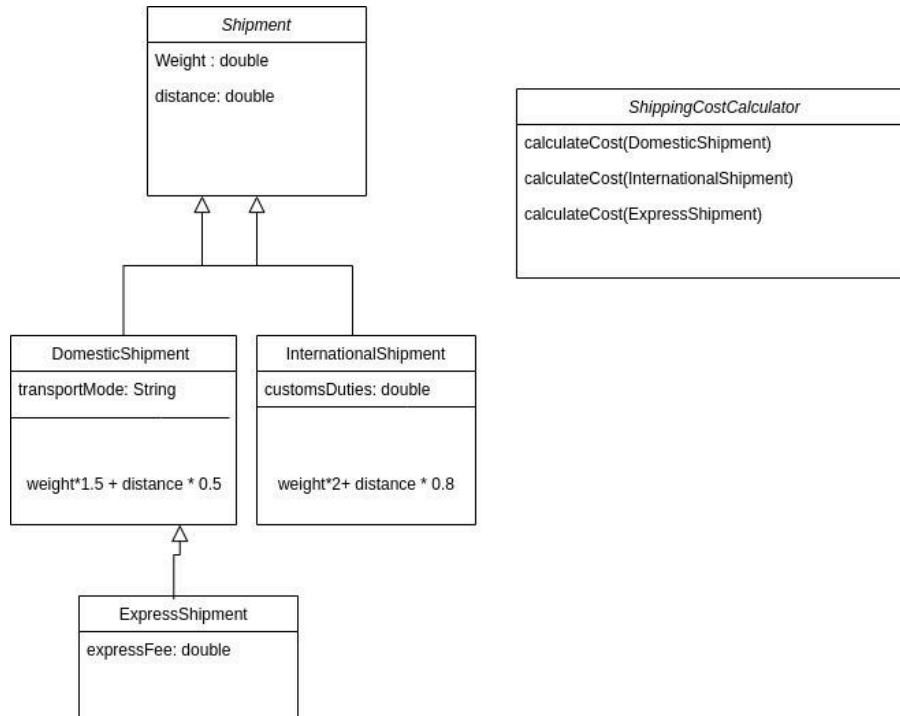 Shipment
Weight : double
distance: double
ShippingCostCalculator
calculateCost(DomesticShipment)
calculateCost(InternationalShipment)
calculateCost(ExpressShipment)
DomesticShipment
transportMode: String
weight*1.5 + distance * 0.5
InternationalShipment
customsDuties: double
weight*2+ distance * 0.8
ExpressShipment
expressFee: double